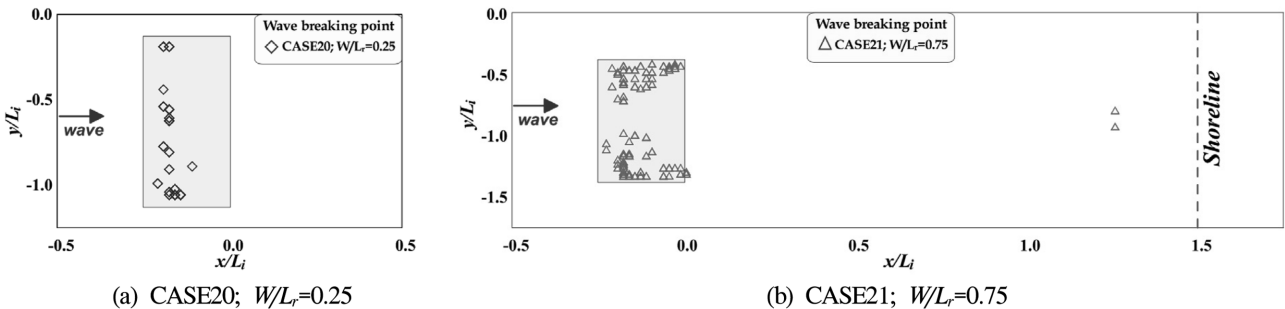 0.0
-0.5
-1.0
y/Li
Wave breaking point
CASE20; W/Lr=0.25
wave
-0.5
0.0
0.5
x/Li
(a) CASE20; W/Lr=0.25
0.0
-0.5
-1.0
-1.5
y/Li
Wave breaking point
CASE21; W/Lr=0.75
wave
Shoreline
-0.5
0.0
0.5
1.0
1.5
x/Li
(b) CASE21; W/Lr=0.75